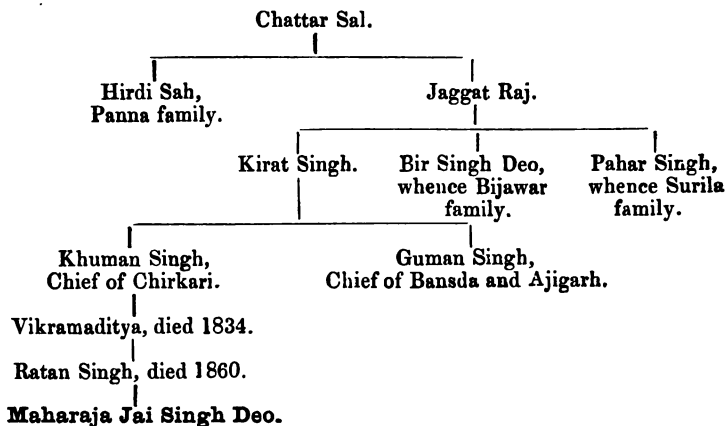 Chattar Sal.
Hirdi Sah,
Panna family.
Jaggat Raj.
Kirat Singh.
Bir Singh Deo,
whence Bijawar
family.
Pahar Singh,
whence Surila
family.
Khuman Singh,
Chief of Chirkari.
Guman Singh,
Chief of Bansda and Ajigarh.
Vikramaditya, died 1834.
Ratan Singh, died 1860.
Maharaja Jai Singh Deo.